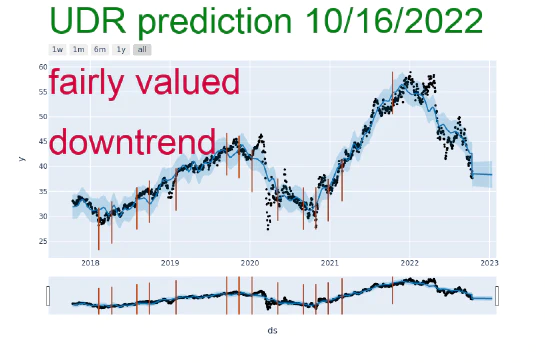 UDR prediction 10/16/2022
1w 1m 6m 1y all
60
fairly valued
50
45
downtrend
40
35
30
25
y
2018 2019 2020 2021 2022 2023
ds